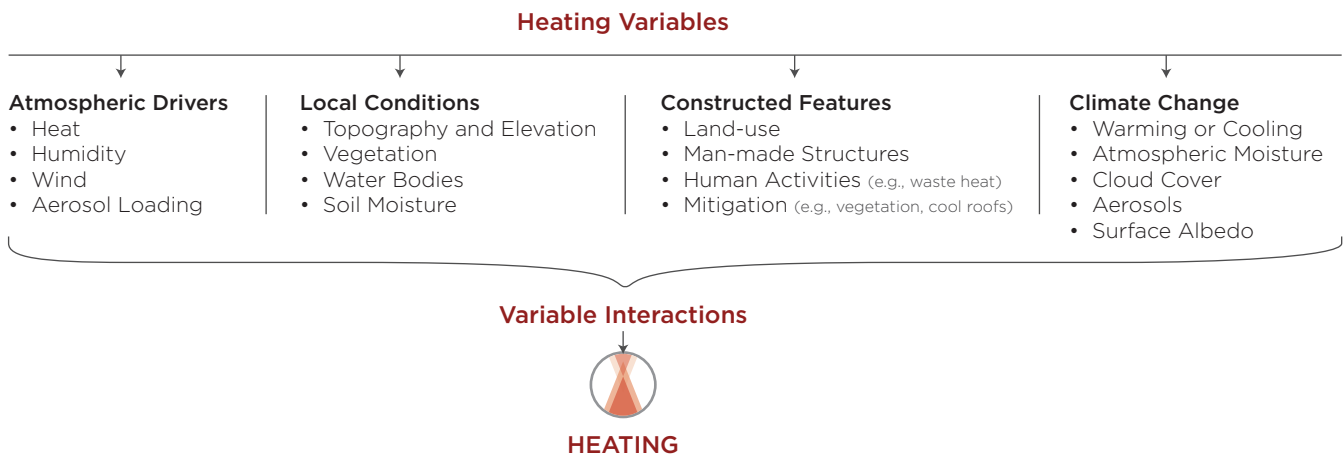 Heating Variables
Atmospheric Drivers
• Heat
• Humidity
• Wind
• Aerosol Loading
Local Conditions
• Topography and Elevation
• Vegetation
• Water Bodies
• Soil Moisture
Constructed Features
• Land-use
• Man-made Structures
• Human Activities (e.g., waste heat)
• Mitigation (e.g., vegetation, cool roofs)
Climate Change
• Warming or Cooling
• Atmospheric Moisture
• Cloud Cover
• Aerosols
• Surface Albedo
Variable Interactions
HEATING